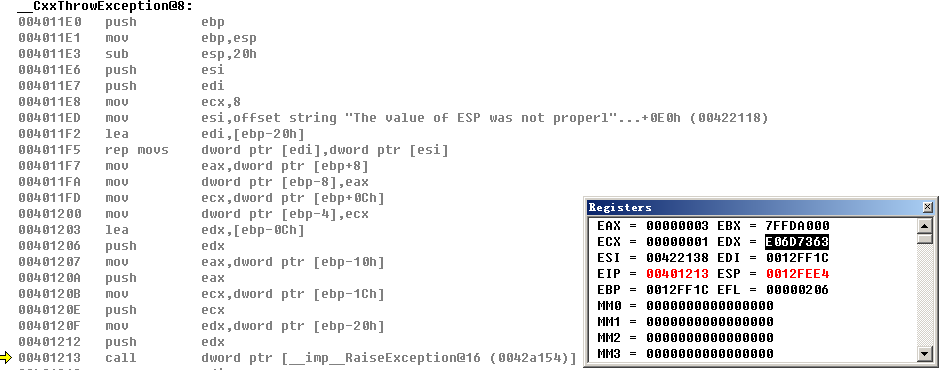 __CxxThrowException@8:
004011E0 push ebp
004011E1 mov ebp,esp
004011E3 sub esp,20h
004011E6 push esi
004011E7 push edi
004011E8 mov ecx,8
004011ED mov esi,offset string "The value of ESP was not properl"...+0E0h (00422118)
004011F2 lea edi,[ebp-20h]
004011F5 rep movs dword ptr [edi],dword ptr [esi]
004011F7 mov eax,dword ptr [ebp+8]
004011FA mov dword ptr [ebp-8],eax
004011FD mov ecx,dword ptr [ebp+0Ch]
00401200 mov dword ptr [ebp-4],ecx
00401203 lea edx,[ebp-0Ch]
00401206 push edx
00401207 mov eax,dword ptr [ebp-10h]
0040120A push eax
0040120B mov ecx,dword ptr [ebp-1Ch]
0040120E push ecx
0040120F mov edx,dword ptr [ebp-20h]
00401212 push edx
00401213 call dword ptr [__imp__RaiseException@16 (0042a154)]
Registers
EAX = 00000003 EBX = 7FFDA000
ECX = 00000001 EDX = E06D7363
ESI = 00422138 EDI = 0012FF1C
EIP = 00401213 ESP = 0012FEE4
EBP = 0012FF1C EFL = 00000206
MM0 = 0000000000000000
MM1 = 0000000000000000
MM2 = 0000000000000000
MM3 = 0000000000000000